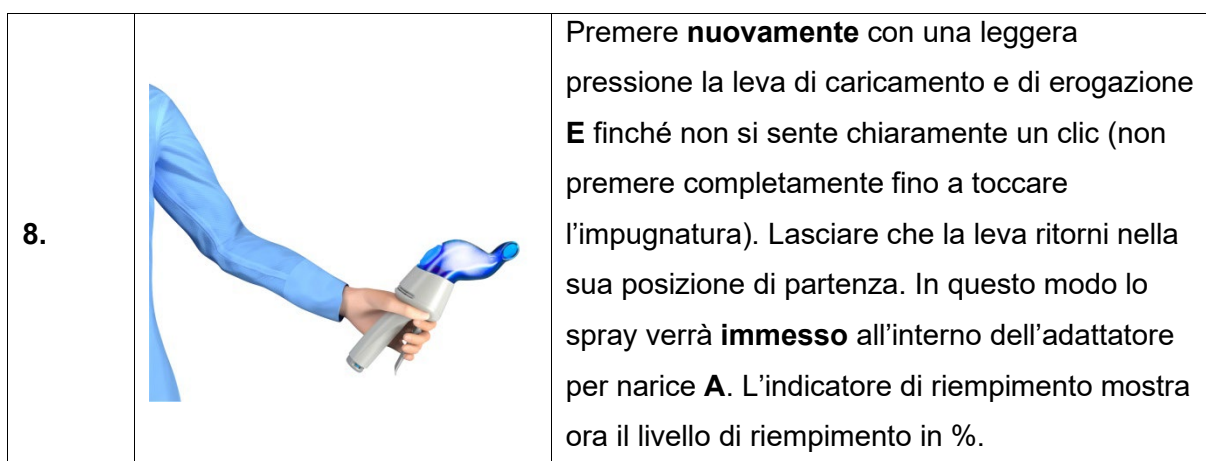 8.
Premere nuovamente con una leggera
pressione la leva di caricamento e di erogazione
E finché non si sente chiaramente un clic (non
premere completamente fino a toccare
l’impugnatura). Lasciare che la leva ritorni nella
sua posizione di partenza. In questo modo lo
spray verrà immesso all’interno dell’adattatore
per narice A. L’indicatore di riempimento mostra
ora il livello di riempimento in %.